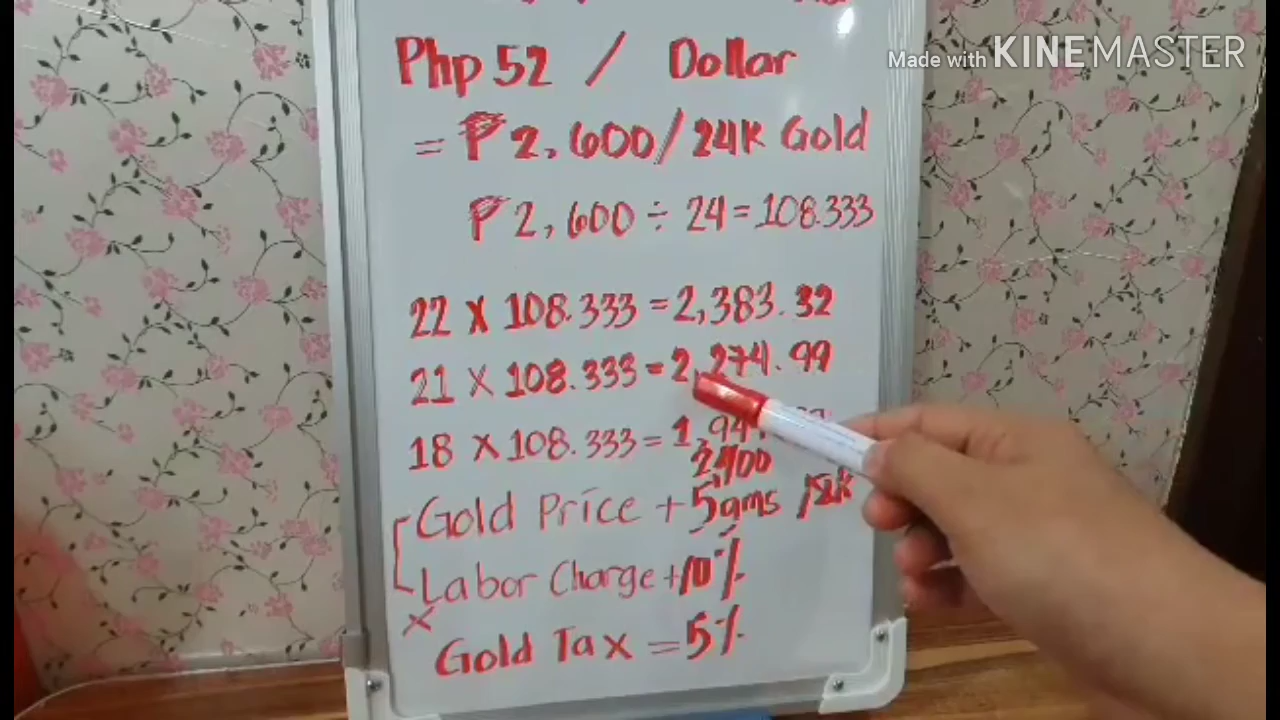 Made with KINEMASTER
Php 52 / Dollar
= ₱ 2,600/24K Gold
₱ 2,600 ÷ 24 = 108.333
22 x 108.333 = 2,383.32
21 x 108.333 = 2,274.99
18 x 108.333 = 1,94
2,400
Gold Price + 5gms
Labor Charge + 10%
x
Gold Tax = 5%